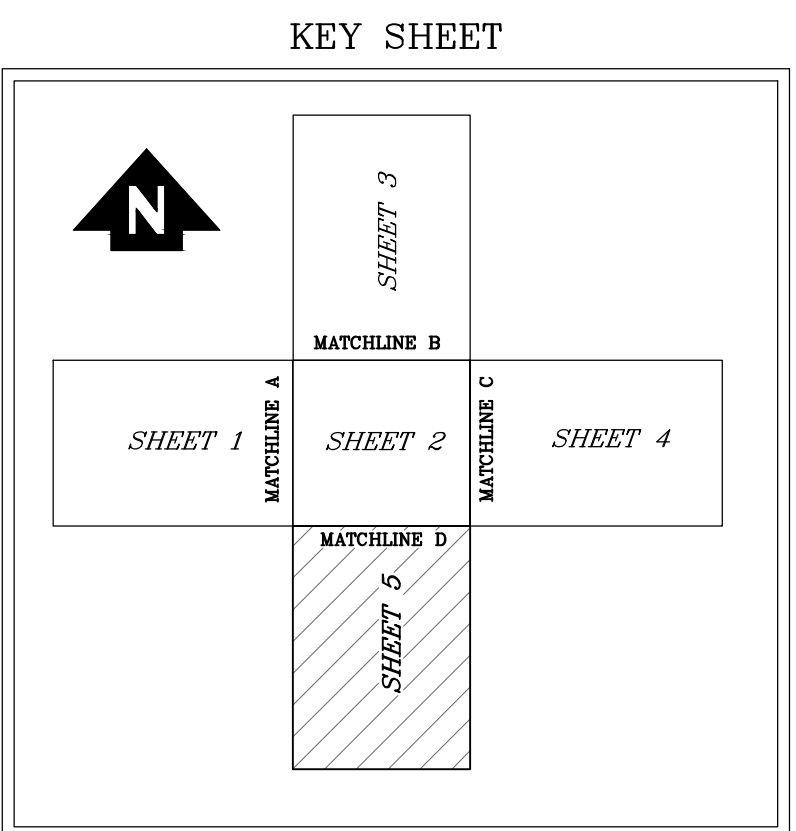 KEY SHEET
N
SHEET 3
MATCHLINE B
SHEET 1
MATCHLINE A
SHEET 2
MATCHLINE C
SHEET 4
MATCHLINE D
SHEET 5